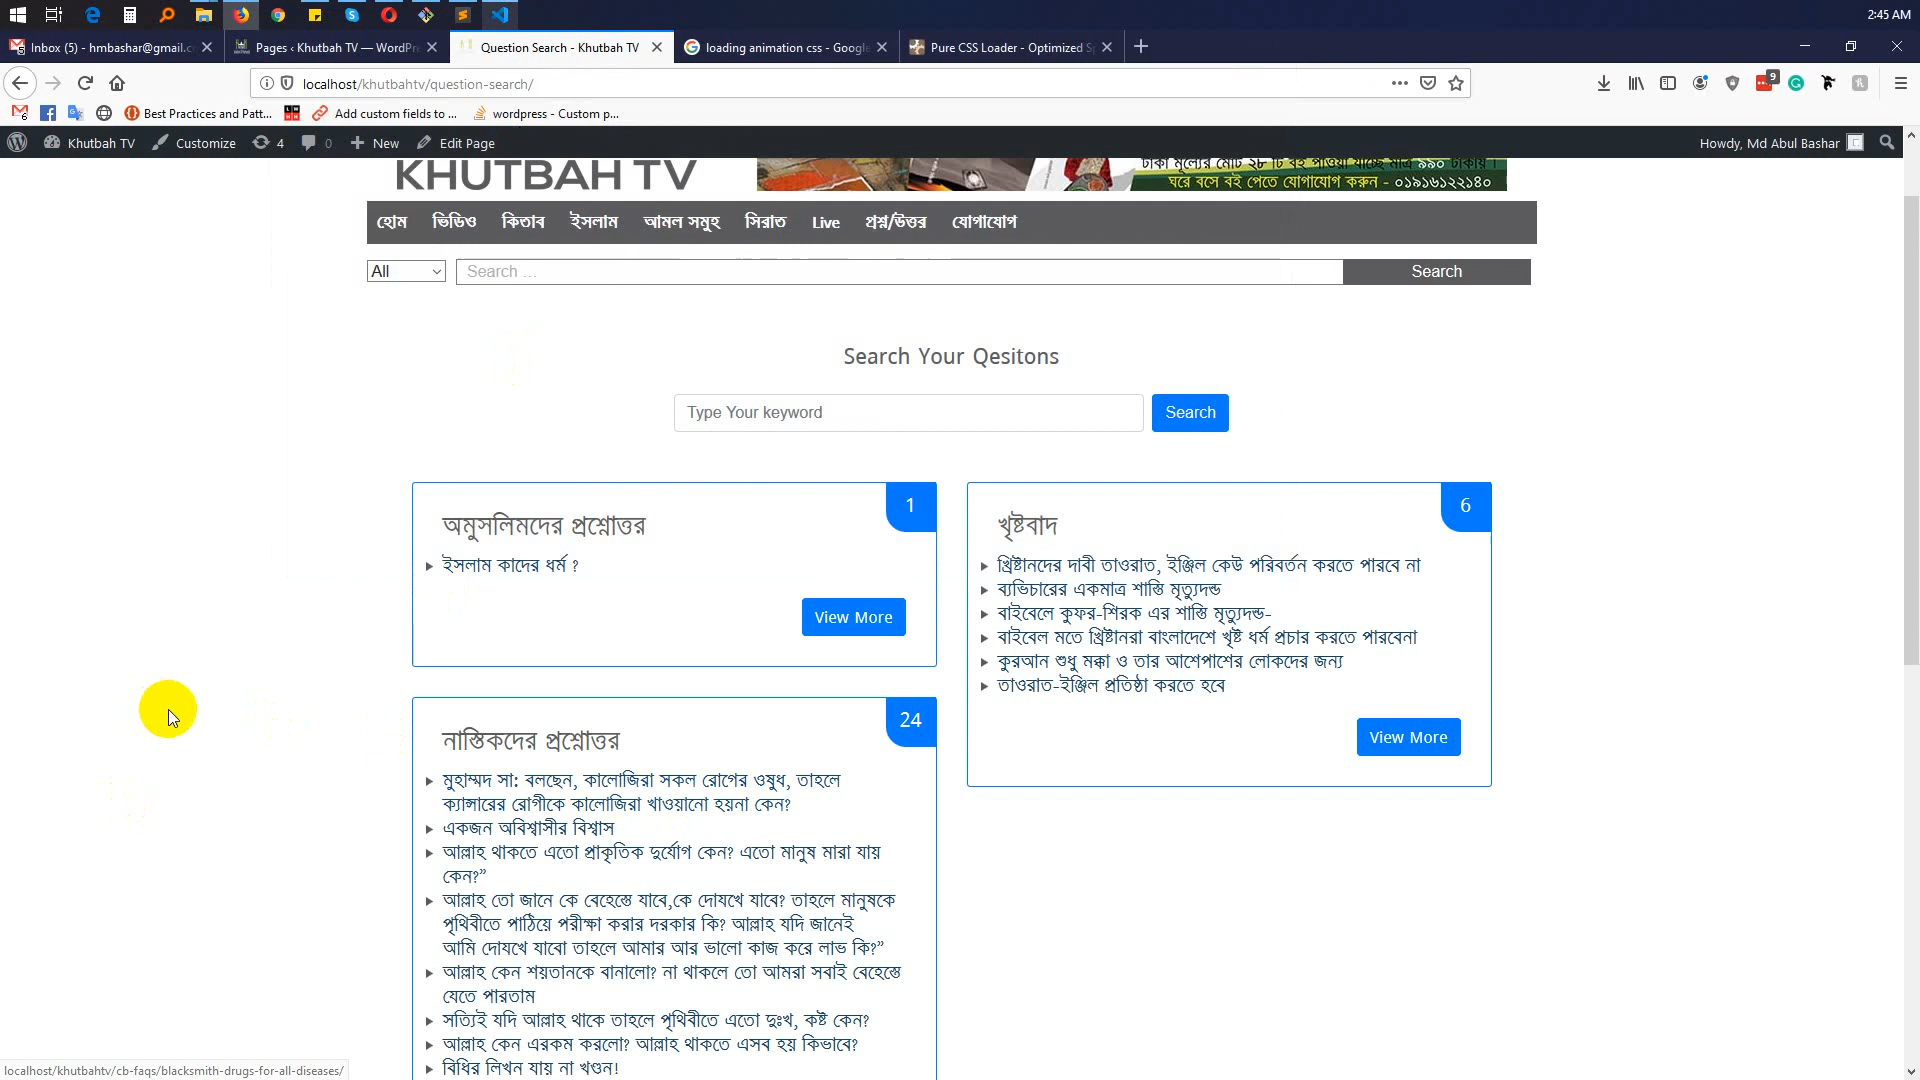 2:45 AM
Inbox (5) - hmbashar@gmail.c
Pages ‹ Khutbah TV — WordPr
Question Search - Khutbah TV
loading animation css - Google
Pure CSS Loader - Optimized S
localhost/khutbahtv/question-search/
9
Best Practices and Patt...
Add custom fields to ...
wordpress - Custom p...
Khutbah TV
Customize
4
0
New
Edit Page
Howdy, Md Abul Bashar
KHUTBAH TV
টাকা মূল্যের মোট ২৮ টি বই পাওয়া যাচ্ছে মাত্র ৯৯০ টাকায় ।
ঘরে বসে বই পেতে যোগাযোগ করুন - ০১৯১৬১২২১৪০
হোম ভিডিও কিতাব ইসলাম আমল সমুহ সিরাত Live প্রশ্ন/উত্তর যোগাযোগ
All
Search …
Search
Search Your Qesitons
Type Your keyword
Search
1
অমুসলিমদের প্রশ্নোত্তর
ইসলাম কাদের ধর্ম ?
View More
6
খৃষ্টবাদ
খ্রিষ্টানদের দাবী তাওরাত, ইঞ্জিল কেউ পরিবর্তন করতে পারবে না
ব্যভিচারের একমাত্র শাস্তি মৃত্যুদন্ড
বাইবেলে কুফর-শিরক এর শাস্তি মৃত্যুদন্ড-
বাইবেল মতে খ্রিষ্টানরা বাংলাদেশে খৃষ্ট ধর্ম প্রচার করতে পারবেনা
কুরআন শুধু মক্কা ও তার আশেপাশের লোকদের জন্য
তাওরাত-ইঞ্জিল প্রতিষ্ঠা করতে হবে
View More
24
নাস্তিকদের প্রশ্নোত্তর
মুহাম্মদ সা: বলছেন, কালোজিরা সকল রোগের ওষুধ, তাহলে
ক্যান্সারের রোগীকে কালোজিরা খাওয়ানো হয়না কেন?
একজন অবিশ্বাসীর বিশ্বাস
আল্লাহ থাকতে এতো প্রাকৃতিক দুর্যোগ কেন? এতো মানুষ মারা যায়
কেন?”
আল্লাহ তো জানে কে বেহেস্তে যাবে,কে দোযখে যাবে? তাহলে মানুষকে
পৃথিবীতে পাঠিয়ে পরীক্ষা করার দরকার কি? আল্লাহ যদি জানেই
আমি দোযখে যাবো তাহলে আমার আর ভালো কাজ করে লাভ কি?”
আল্লাহ কেন শয়তানকে বানালো? না থাকলে তো আমরা সবাই বেহেস্তে
যেতে পারতাম
সত্যিই যদি আল্লাহ থাকে তাহলে পৃথিবীতে এতো দুঃখ, কষ্ট কেন?
আল্লাহ কেন এরকম করলো? আল্লাহ থাকতে এসব হয় কিভাবে?
বিধির লিখন যায় না খণ্ডন!
localhost/khutbahtv/cb-faqs/blacksmith-drugs-for-all-diseases/